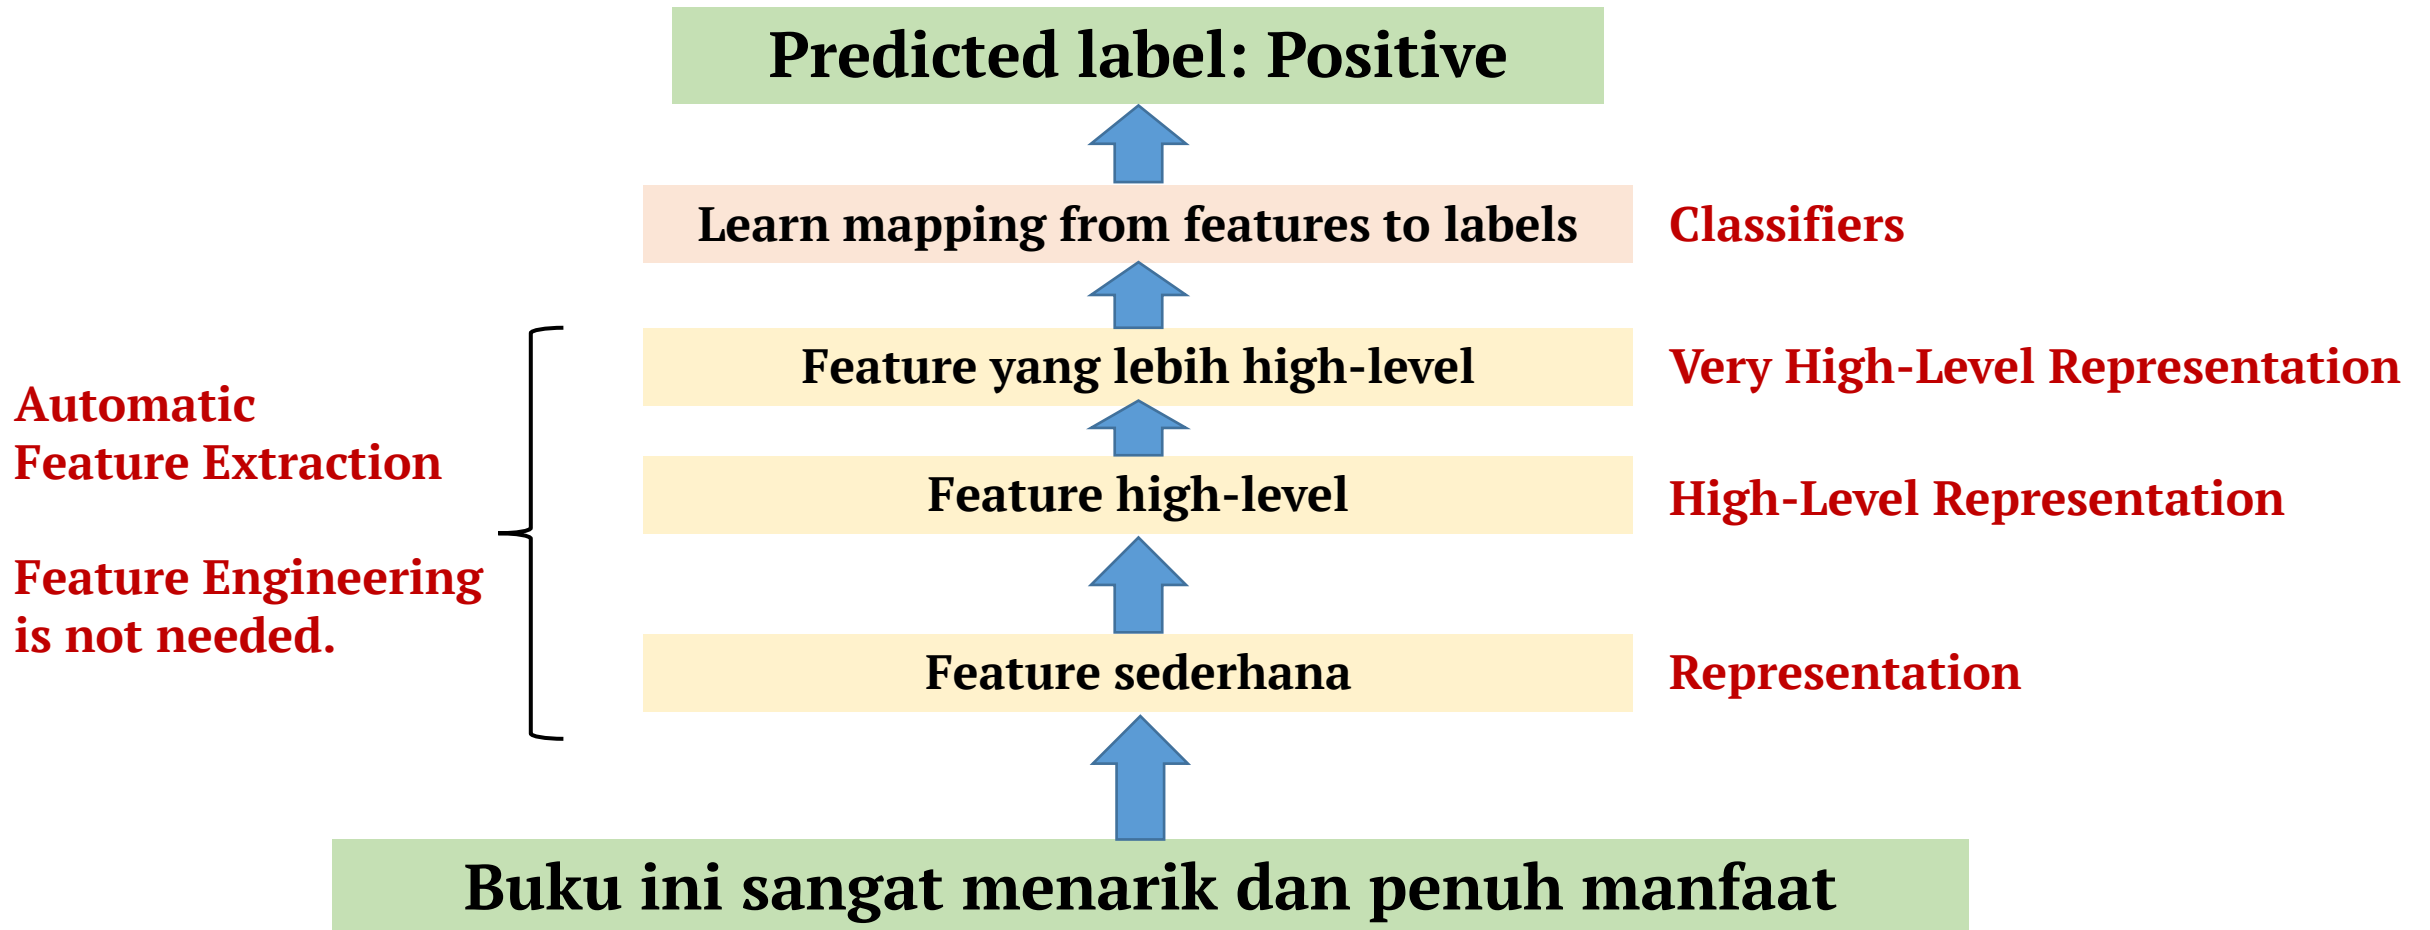 Predicted label: Positive
Learn mapping from features to labels
Classifiers
Feature yang lebih high-level
Very High-Level Representation
Automatic
Feature Extraction
Feature high-level
High-Level Representation
Feature Engineering
is not needed.
Feature sederhana
Representation
Buku ini sangat menarik dan penuh manfaat